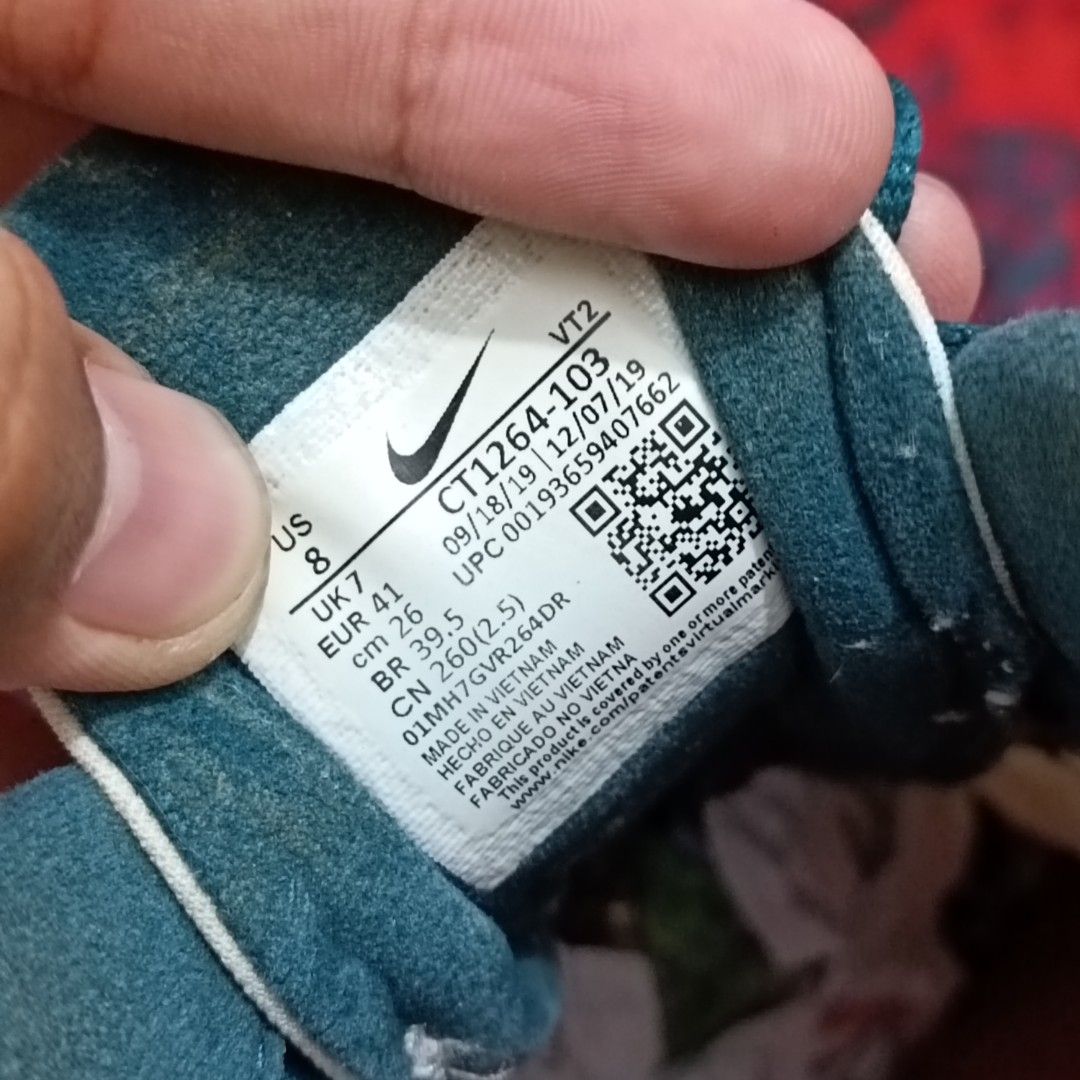 VT2
US
8
CT1264-103
09/18/19 | 12/07/19
UPC 00193659407662
UK 7
EUR 41
cm 26
BR 39.5
CN 260(2.5)
01MH7GVR264DR
MADE IN VIETNAM
HECHO EN VIETNAM
FABRIQUE AU VIETNAM
FABRICADO NO VIETNA
This product is covered by one or more
www.nike.com/patentsvirtualmarki